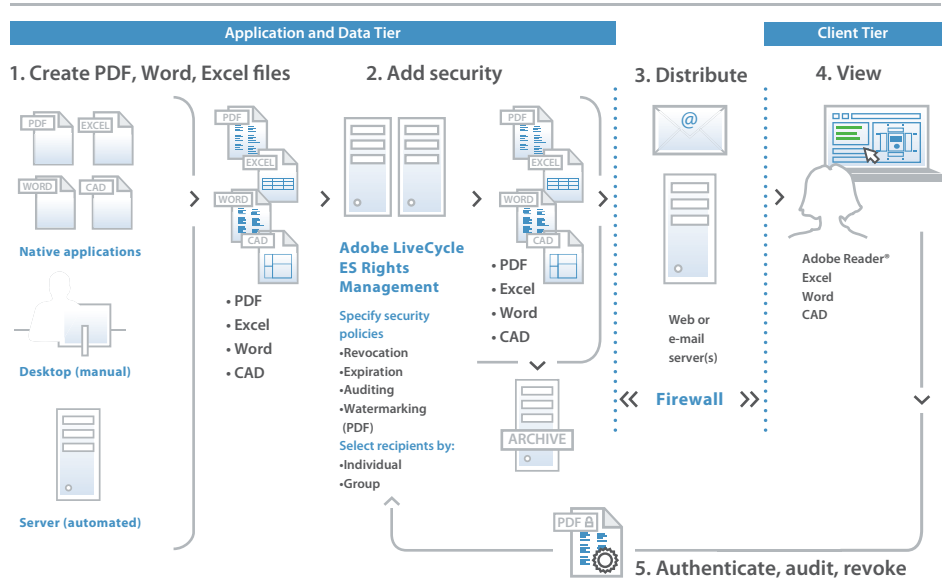 Application and Data Tier
Client Tier
1. Create PDF, Word, Excel files
2. Add security
3. Distribute
4. View
PDF
EXCEL
WORD
CAD
Native applications
Desktop (manual)
Server (automated)
PDF
EXCEL
WORD
CAD
• PDF
• Excel
• Word
• CAD
Adobe LiveCycle
ES Rights
Management
Specify security
policies
•Revocation
•Expiration
•Auditing
•Watermarking
(PDF)
Select recipients by:
•Individual
•Group
PDF
EXCEL
WORD
CAD
• PDF
• Excel
• Word
• CAD
ARCHIVE
@
Web or
e-mail
server(s)
Firewall
Adobe Reader®
Excel
Word
CAD
PDF
5. Authenticate, audit, revoke